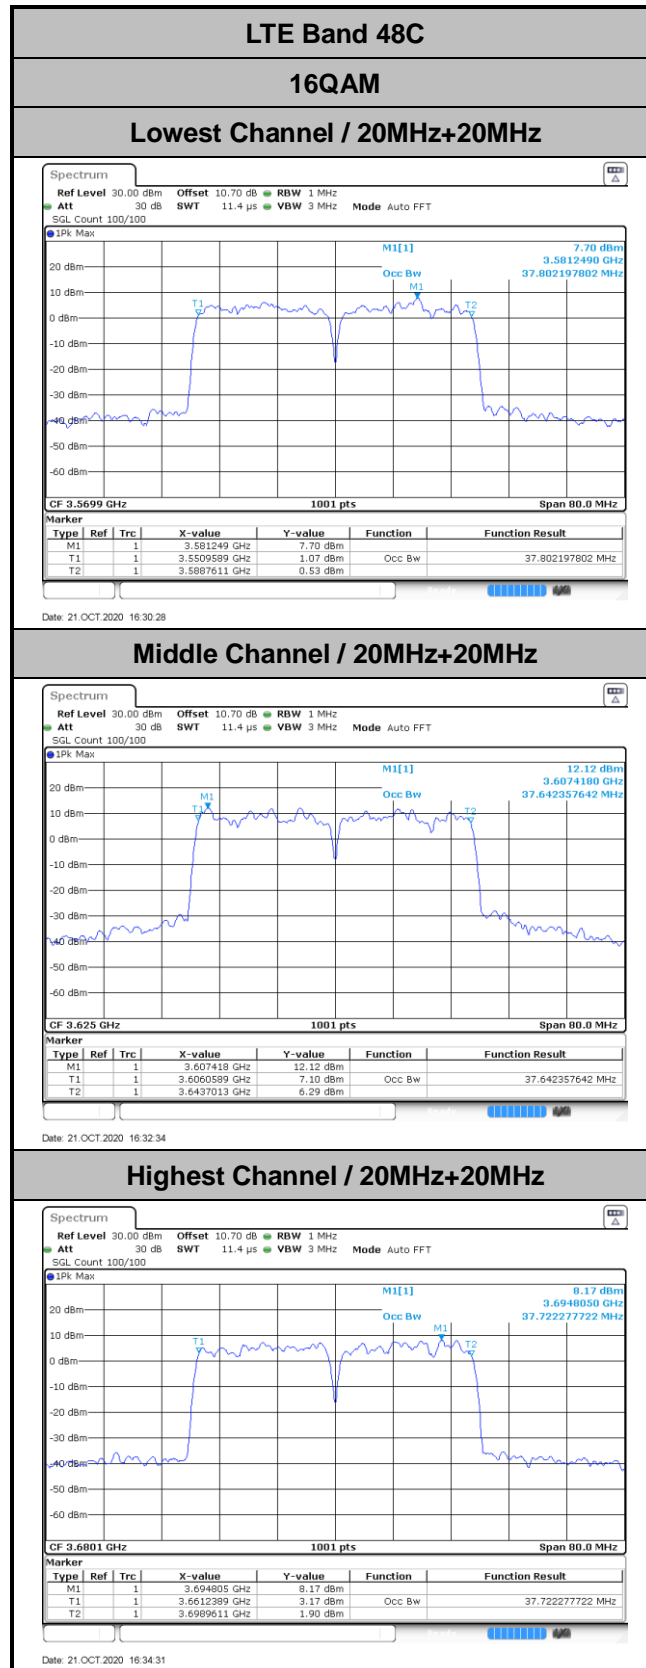 LTE Band 48C
16QAM
Lowest Channel / 20MHz+20MHz
Spectrum
Ref Level 30.00 dBm Offset 10.70 dB RBW 1 MHz
Att 30 dB SWT 11.4 µs VBW 3 MHz Mode Auto FFT
SGL Count 100/100
1Pk Max
M1[1] 7.70 dBm
3.5812490 GHz
20 dBm
Occ Bw 37.802197802 MHz
M1
10 dBm
T1 T2
0 dBm
-10 dBm
-20 dBm
-30 dBm
-40 dBm
-50 dBm
-60 dBm
CF 3.5699 GHz 1001 pts Span 80.0 MHz
Marker
Type Ref Trc X-value Y-value Function Function Result
M1 1 3.581249 GHz 7.70 dBm
T1 1 3.5509589 GHz 1.07 dBm Occ Bw 37.802197802 MHz
T2 1 3.5887611 GHz 0.53 dBm
Date: 21.OCT.2020 16:30:28
Middle Channel / 20MHz+20MHz
Spectrum
Ref Level 30.00 dBm Offset 10.70 dB RBW 1 MHz
Att 30 dB SWT 11.4 µs VBW 3 MHz Mode Auto FFT
SGL Count 100/100
1Pk Max
M1[1] 12.12 dBm
3.6074180 GHz
20 dBm
Occ Bw 37.642357642 MHz
M1
T1 T2
10 dBm
0 dBm
-10 dBm
-20 dBm
-30 dBm
-40 dBm
-50 dBm
-60 dBm
CF 3.625 GHz 1001 pts Span 80.0 MHz
Marker
Type Ref Trc X-value Y-value Function Function Result
M1 1 3.607418 GHz 12.12 dBm
T1 1 3.6060589 GHz 7.10 dBm Occ Bw 37.642357642 MHz
T2 1 3.6437013 GHz 6.29 dBm
Date: 21.OCT.2020 16:32:34
Highest Channel / 20MHz+20MHz
Spectrum
Ref Level 30.00 dBm Offset 10.70 dB RBW 1 MHz
Att 30 dB SWT 11.4 µs VBW 3 MHz Mode Auto FFT
SGL Count 100/100
1Pk Max
M1[1] 8.17 dBm
3.6948050 GHz
20 dBm
Occ Bw 37.722277722 MHz
M1
10 dBm
T1 T2
0 dBm
-10 dBm
-20 dBm
-30 dBm
-40 dBm
-50 dBm
-60 dBm
CF 3.6801 GHz 1001 pts Span 80.0 MHz
Marker
Type Ref Trc X-value Y-value Function Function Result
M1 1 3.694805 GHz 8.17 dBm
T1 1 3.6612389 GHz 3.17 dBm Occ Bw 37.722277722 MHz
T2 1 3.6989611 GHz 1.90 dBm
Date: 21.OCT.2020 16:34:31